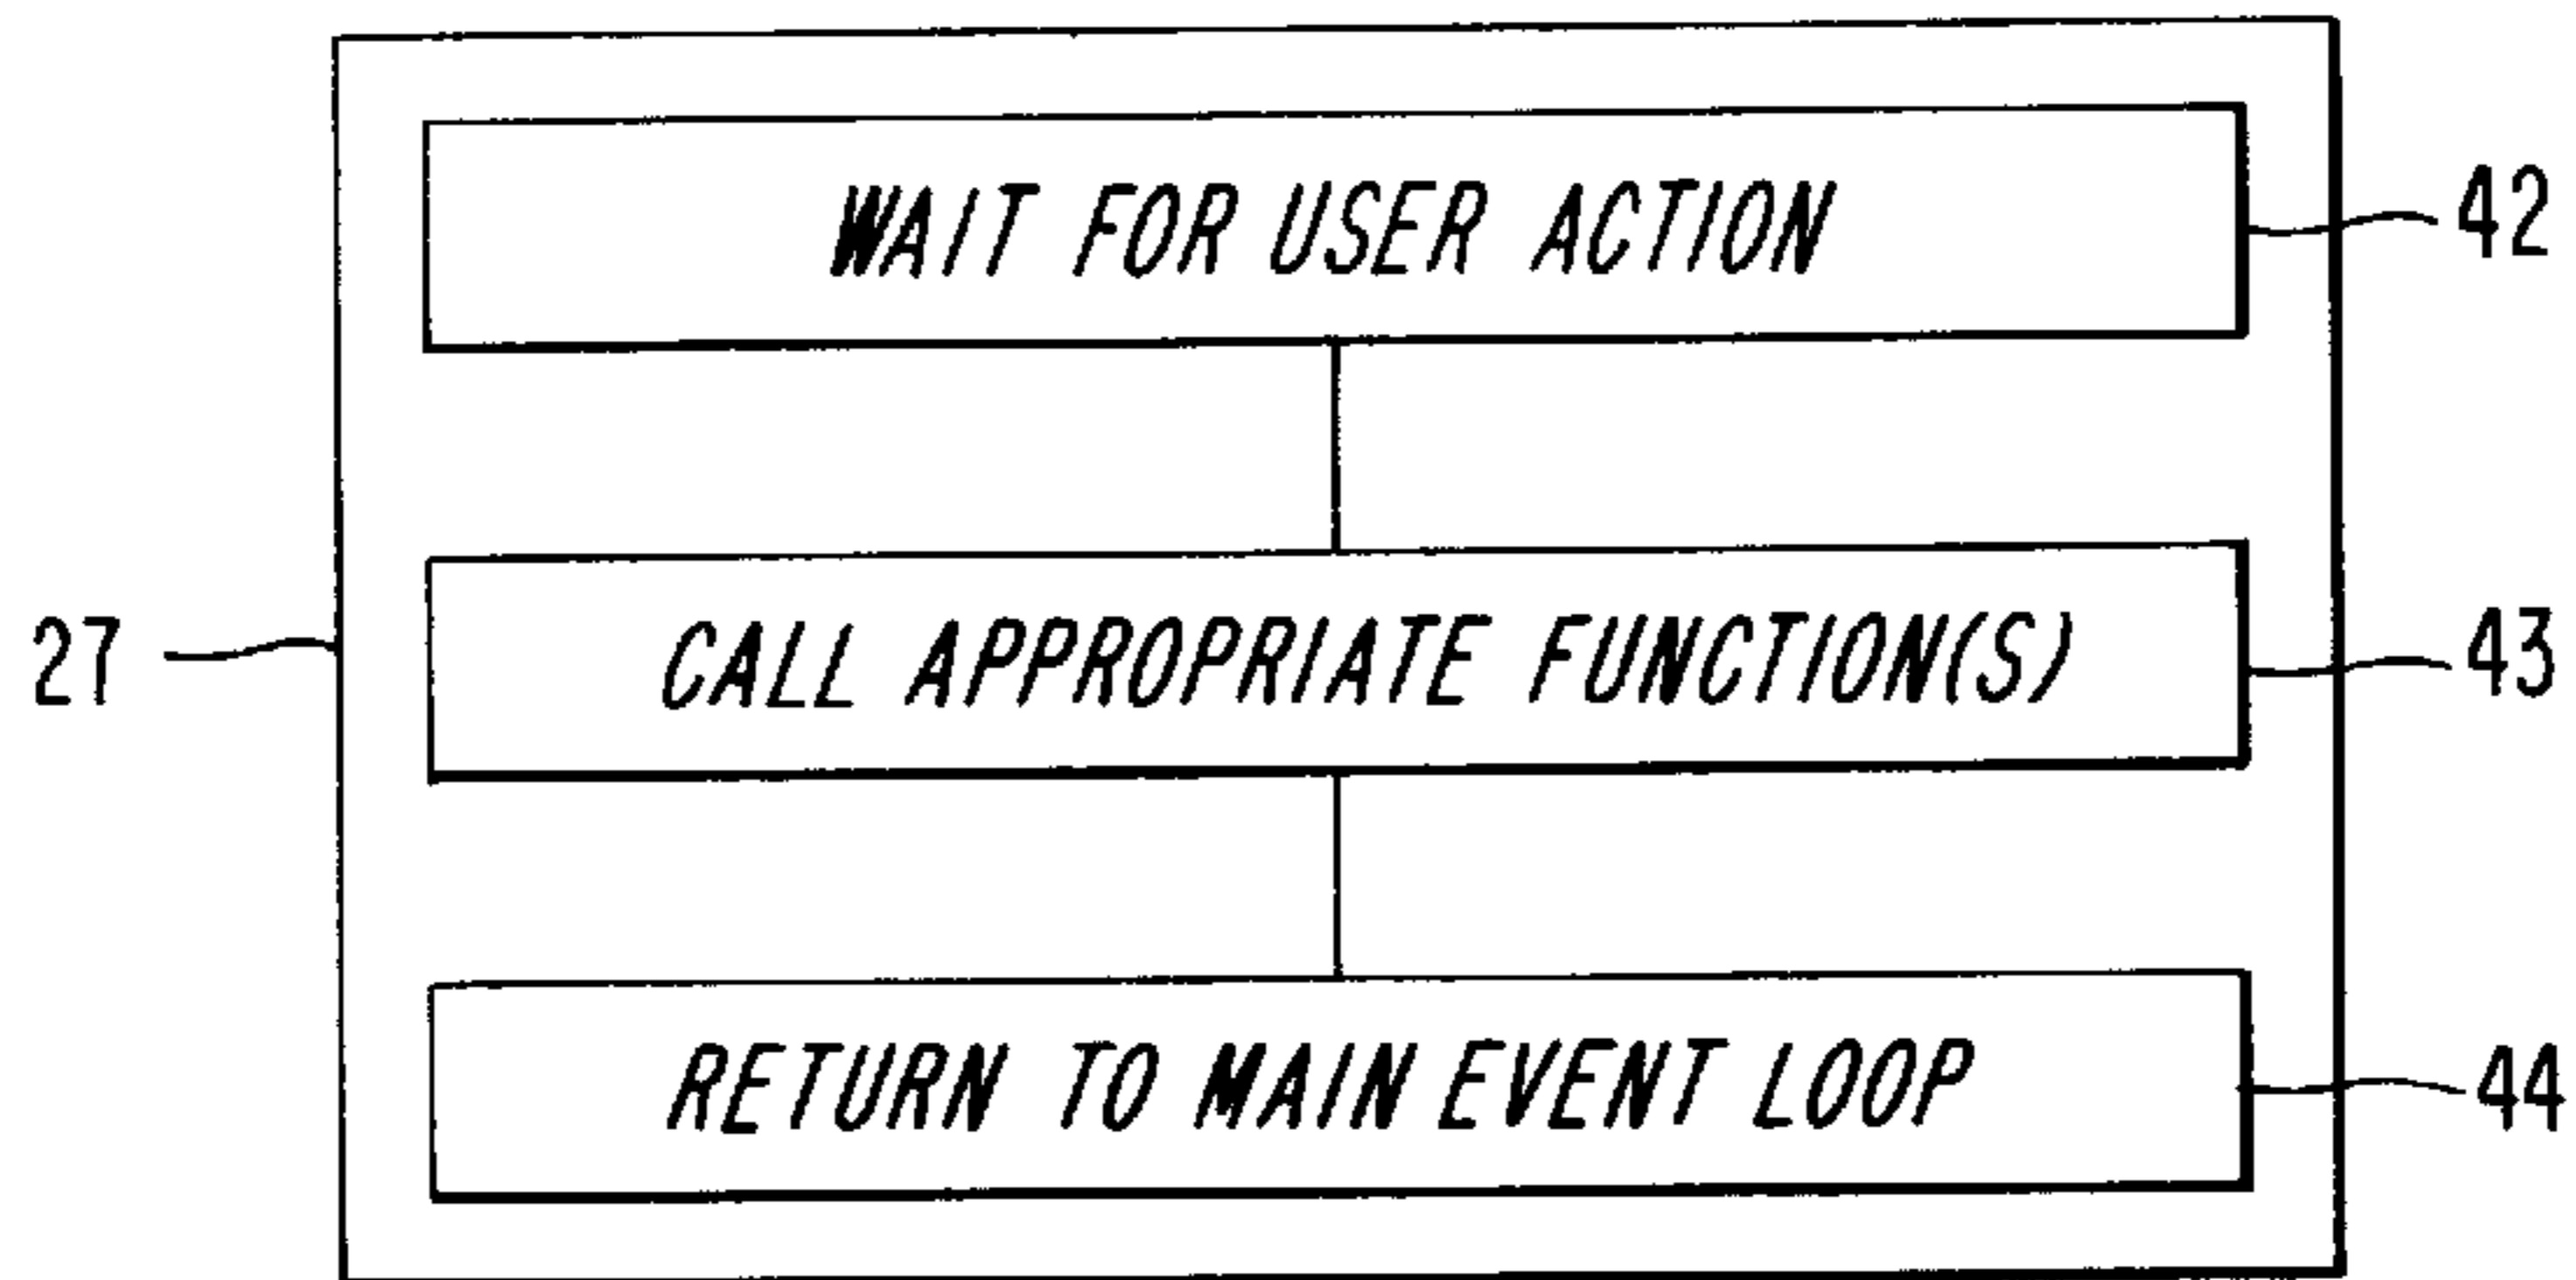 WAIT FOR USER ACTION
42
CALL APPROPRIATE FUNCTION(S)
27
43
RETURN TO MAIN EVENT LOOP
44